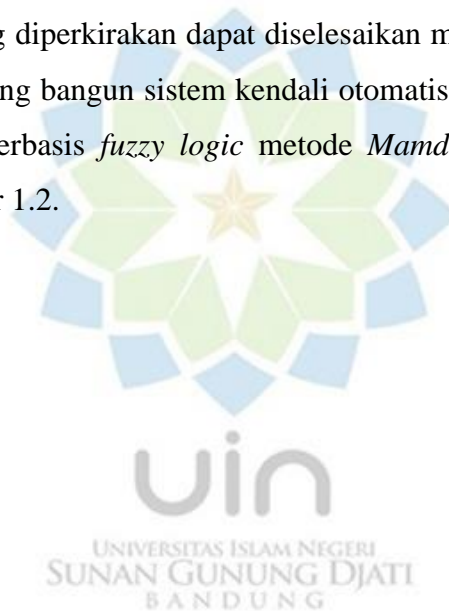 g diperkirakan dapat diselesaikan m
ng bangun sistem kendali otomatis
erbasis fuzzy logic metode Mamd
r 1.2.
uin
UNIVERSITAS ISLAM NEGERI
SUNAN GUNUNG DJATI
BANDUNG